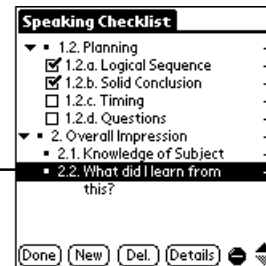 Speaking Checklist
1.2. Planning
1.2.a. Logical Sequence
1.2.b. Solid Conclusion
1.2.c. Timing
1.2.d. Questions
2. Overall Impression
2.1. Knowledge of Subject
2.2. What did I learn from
this?
Done New Del. Details